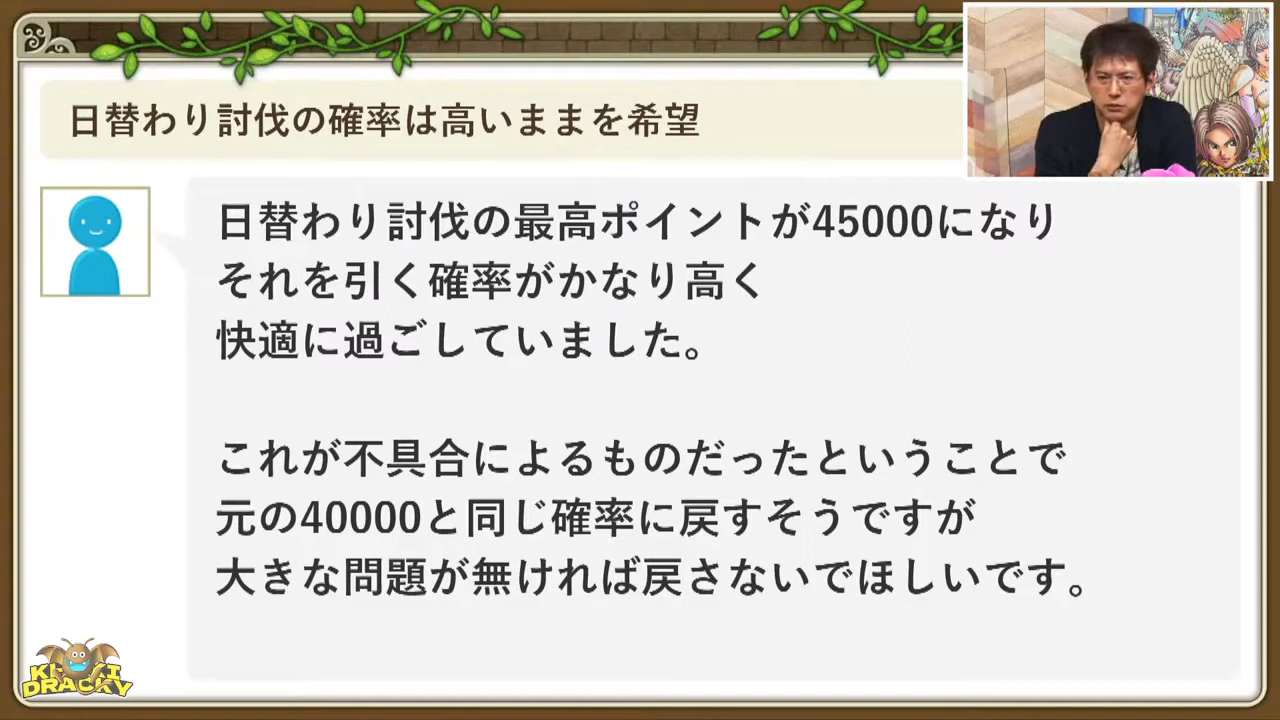 日替わり討伐の確率は高いままを希望
日替わり討伐の最高ポイントが45000になり
それを引く確率がかなり高く
快適に過ごしていました。
これが不具合によるものだったということで
元の40000と同じ確率に戻すそうですが
大きな問題が無ければ戻さないでほしいです。
DRACKY